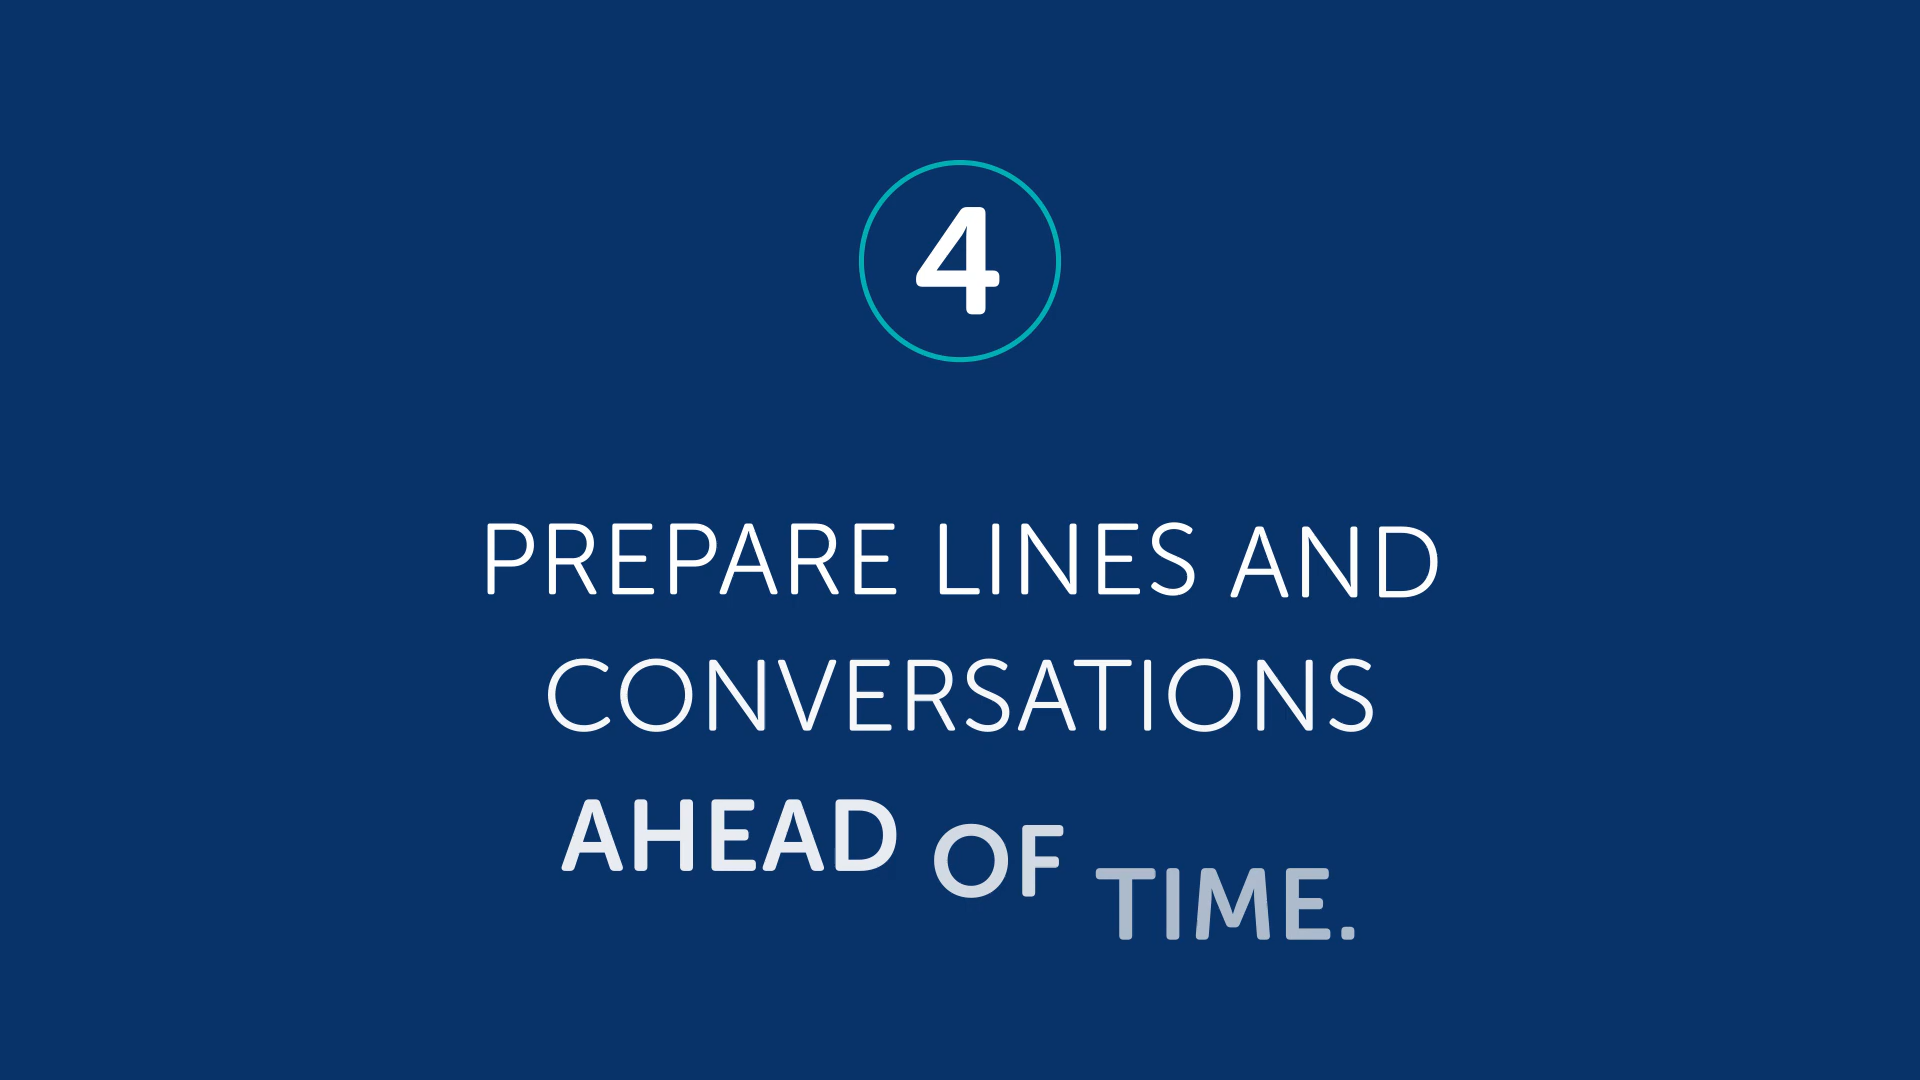 4
PREPARE LINES AND
CONVERSATIONS
AHEAD OF TIME.